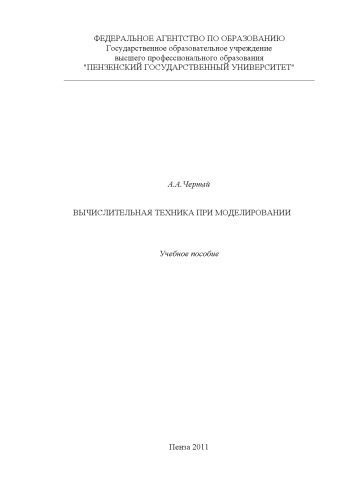 ФЕДЕРАЛЬНОЕ АГЕНТСТВО ПО ОБРАЗОВАНИЮ
Государственное образовательное учреждение
высшего профессионального образования
"ПЕНЗЕНСКИЙ ГОСУДАРСТВЕННЫЙ УНИВЕРСИТЕТ"
А.А.Черный
ВЫЧИСЛИТЕЛЬНАЯ ТЕХНИКА ПРИ МОДЕЛИРОВАНИИ
Учебное пособие
Пенза 2011